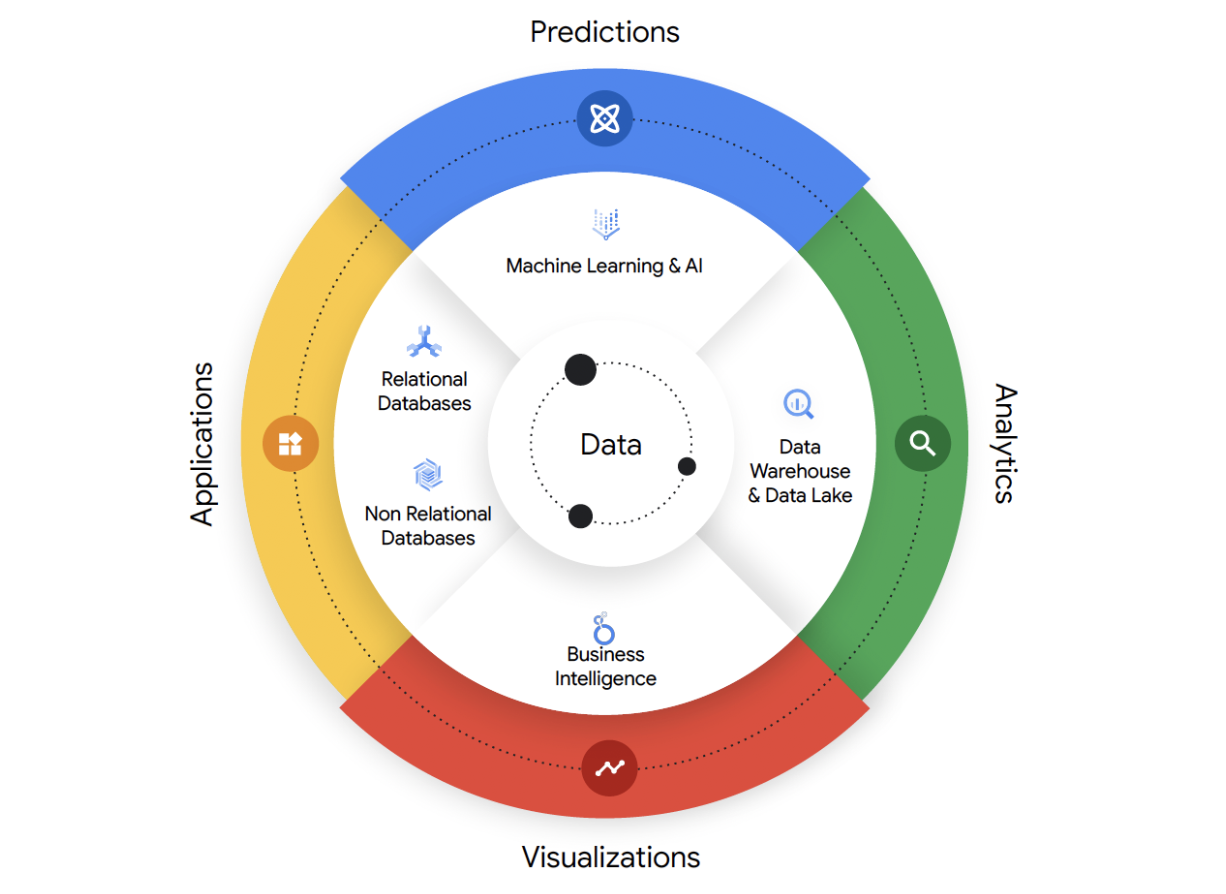 Predictions
Machine Learning & AI
Applications
Relational
Databases
Non Relational
Databases
Data
Data
Warehouse
& Data Lake
Analytics
Business
Intelligence
Visualizations